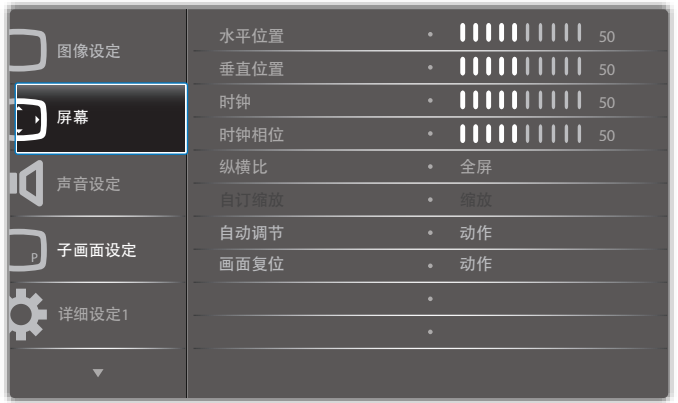 图像设定
屏幕
声音设定
P
子画面设定
详细设定1
水平位置 • 50
垂直位置 • 50
时钟 • 50
时钟相位 • 50
纵横比 • 全屏
自订缩放 • 缩放
自动调节 • 动作
画面复位 • 动作
•
•